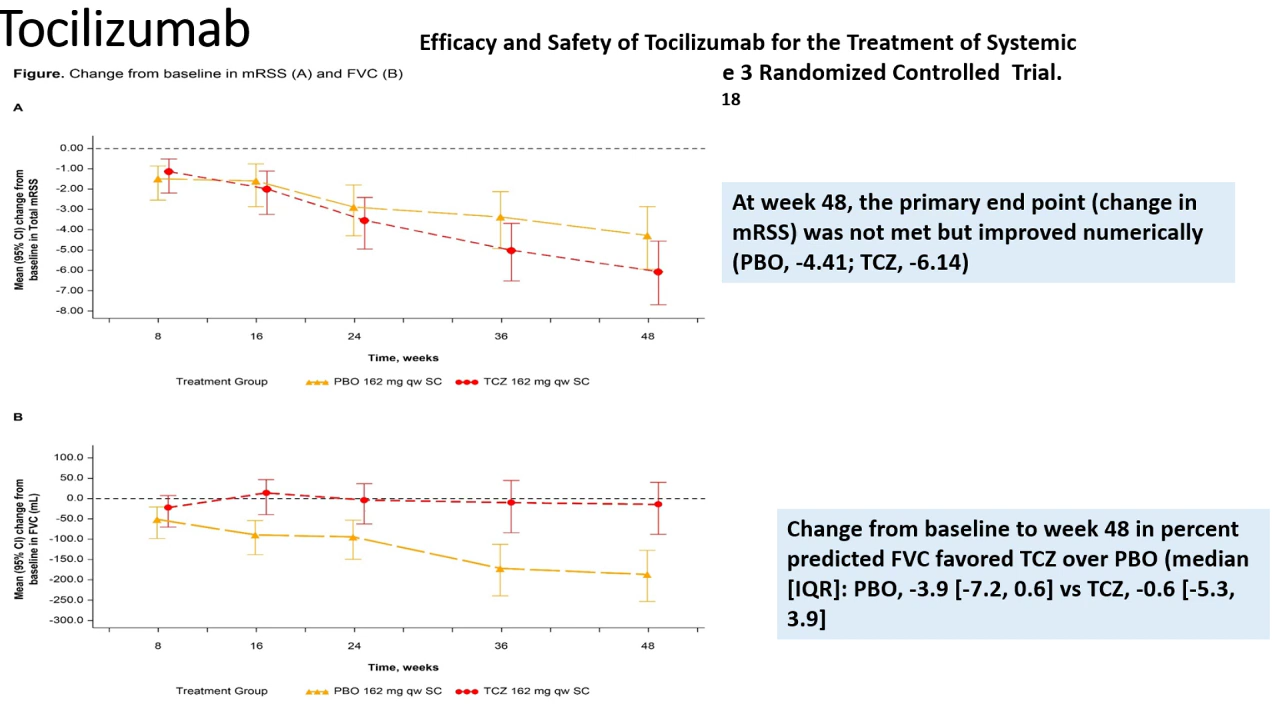 Tocilizumab
Efficacy and Safety of Tocilizumab for the Treatment of Systemic
e 3 Randomized Controlled Trial.
18
Figure. Change from baseline in mRSS (A) and FVC (B)
A
Mean (95% CI) change from
baseline in Total mRSS
0.00
-1.00
-2.00
-3.00
-4.00
-5.00
-6.00
-7.00
-8.00
8 16 24 36 48
Time, weeks
Treatment Group PBO 162 mg qw SC TCZ 162 mg qw SC
At week 48, the primary end point (change in
mRSS) was not met but improved numerically
(PBO, -4.41; TCZ, -6.14)
B
Mean (95% CI) change from
baseline in FVC (mL)
100.0
50.0
0.0
-50.0
-100.0
-150.0
-200.0
-250.0
-300.0
8 16 24 36 48
Time, weeks
Treatment Group PBO 162 mg qw SC TCZ 162 mg qw SC
Change from baseline to week 48 in percent
predicted FVC favored TCZ over PBO (median
[IQR]: PBO, -3.9 [-7.2, 0.6] vs TCZ, -0.6 [-5.3,
3.9]